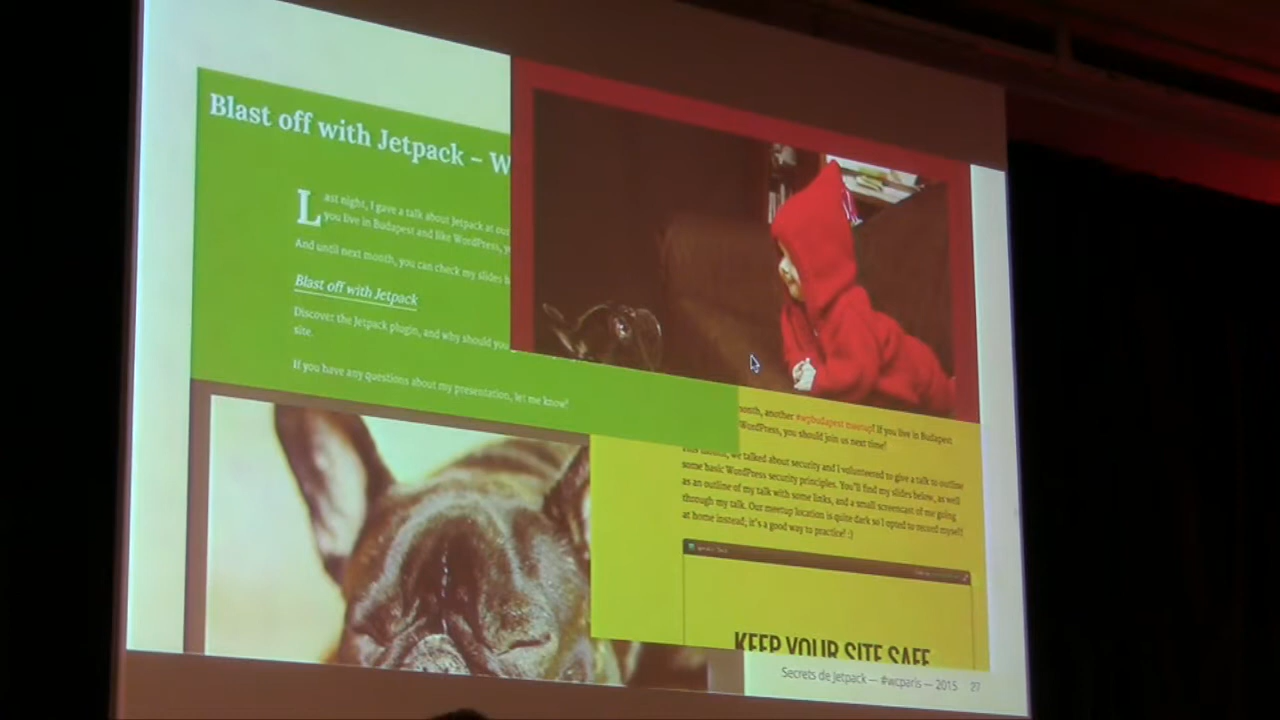 Blast off with Jetpack – W
Last night, I gave a talk about Jetpack at our
you live in Budapest and like WordPress, y
And until next month, you can check my slides b
Blast off with Jetpack
Discover the Jetpack plugin, and why should you
site.
If you have any questions about my presentation, let me know!
month, another #wpbudapest meetup! If you live in Budapest
WordPress, you should join us next time!
This month, we talked about security and I volunteered to give a talk to outline
some basic WordPress security principles. You'll find my slides below, as well
as an outline of my talk with some links, and a small screencast of me going
through my talk. Our meetup location is quite dark so I opted to record myself
at home instead; it's a good way to practice! :)
KEEP YOUR SITE SAFE
Secrets de Jetpack — #wcparis — 2015 27